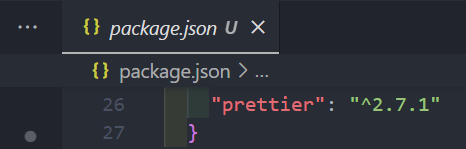 ··· {} package.json U ×
{} package.json > ...
26 "prettier": "^2.7.1"
27 }